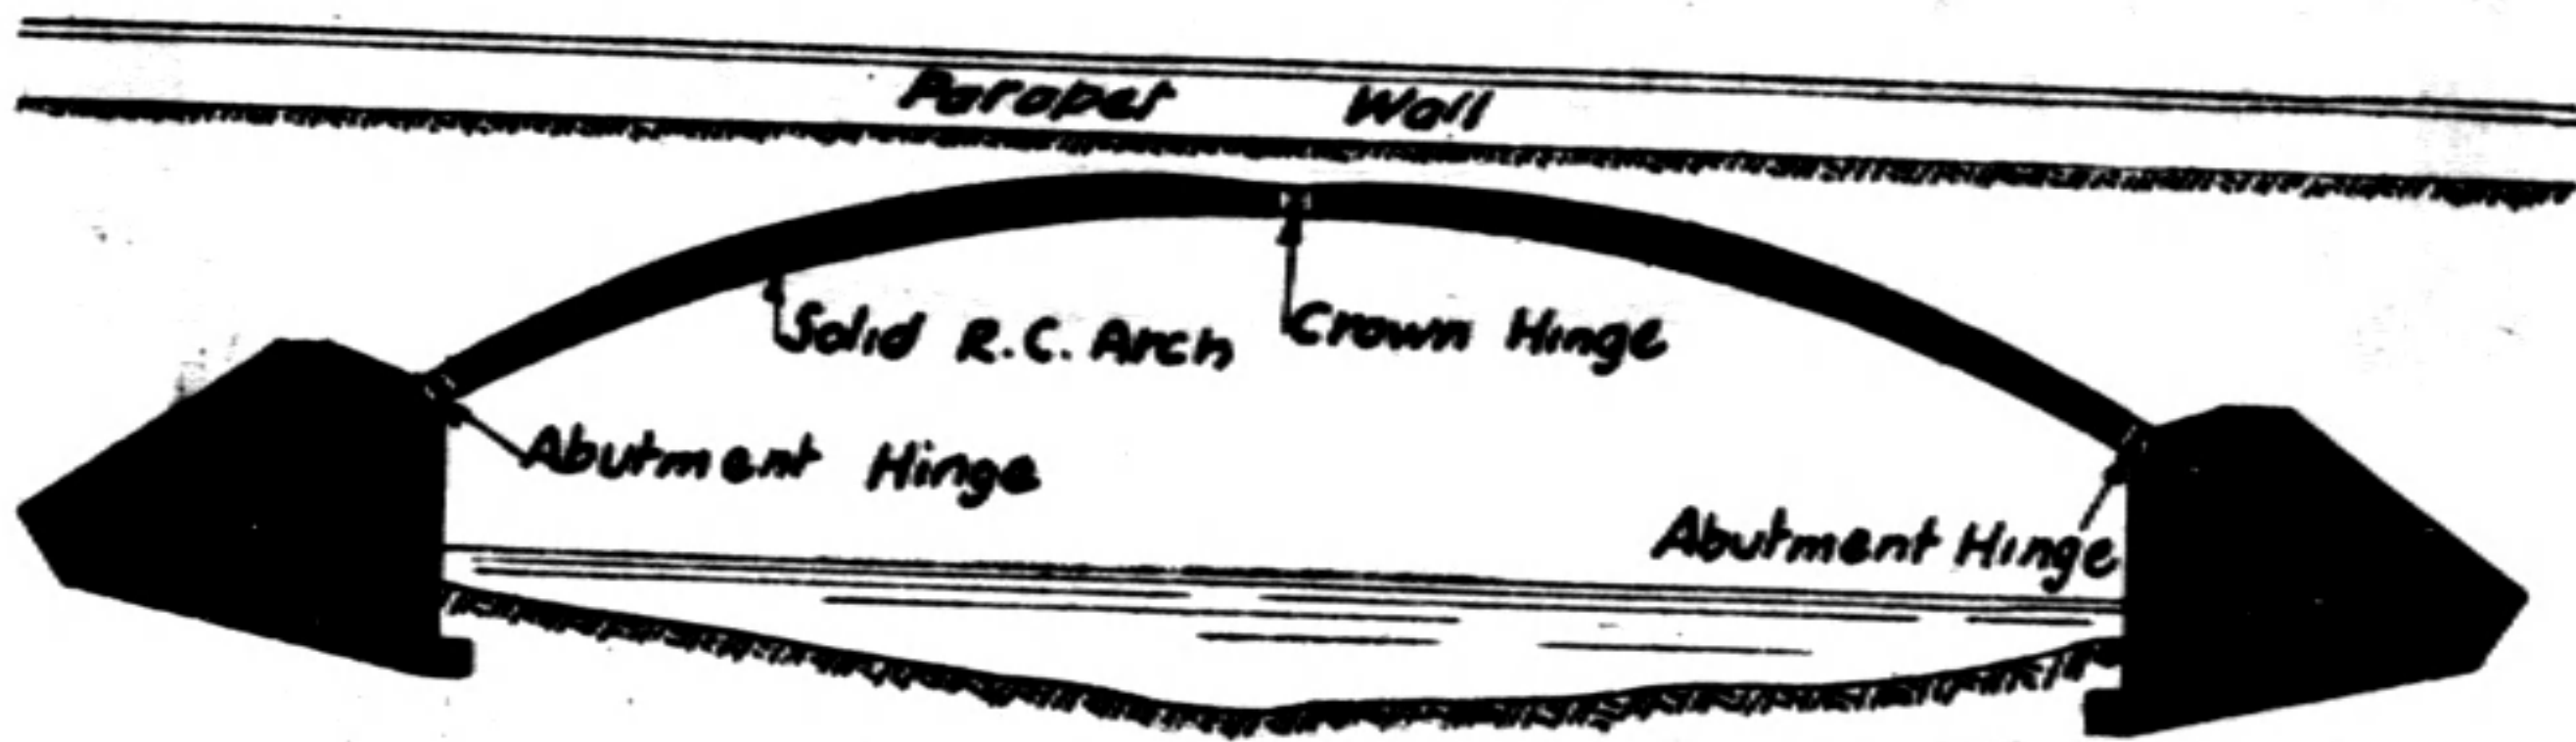 Parapet Wall
Solid R.C. Arch
Crown Hinge
Abutment Hinge
Abutment Hinge